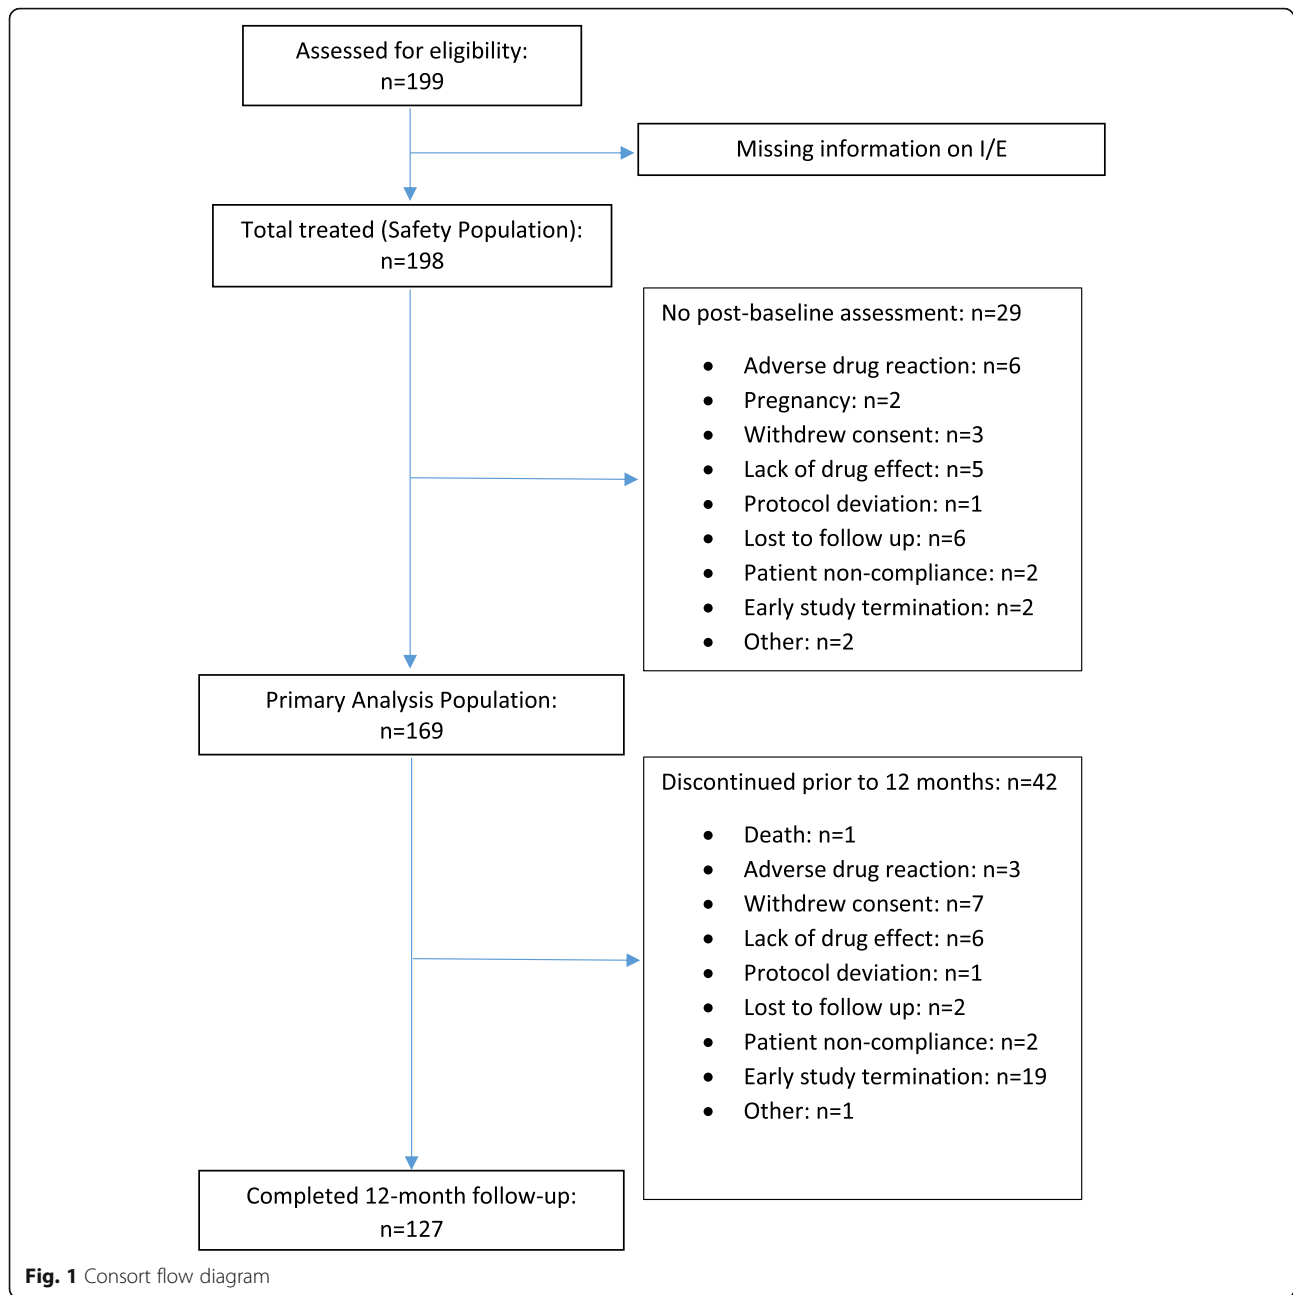 Assessed for eligibility:
n=199
Missing information on I/E
Total treated (Safety Population):
n=198
No post-baseline assessment: n=29
• Adverse drug reaction: n=6
• Pregnancy: n=2
• Withdrew consent: n=3
• Lack of drug effect: n=5
• Protocol deviation: n=1
• Lost to follow up: n=6
• Patient non-compliance: n=2
• Early study termination: n=2
• Other: n=2
Primary Analysis Population:
n=169
Discontinued prior to 12 months: n=42
• Death: n=1
• Adverse drug reaction: n=3
• Withdrew consent: n=7
• Lack of drug effect: n=6
• Protocol deviation: n=1
• Lost to follow up: n=2
• Patient non-compliance: n=2
• Early study termination: n=19
• Other: n=1
Completed 12-month follow-up:
n=127
Fig. 1 Consort flow diagram